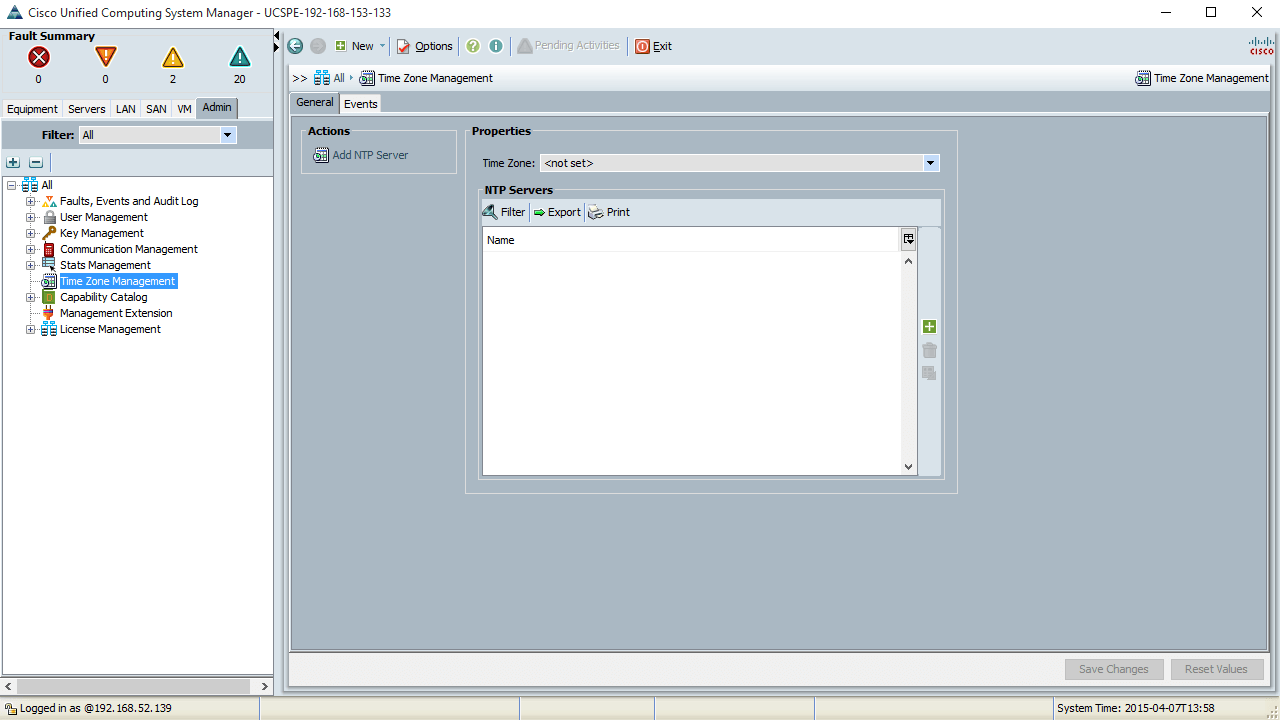 Cisco Unified Computing System Manager - UCSPE-192-168-153-133
Fault Summary
0 0 2 20
New Options ? i Pending Activities Exit
CISCO
>> All Time Zone Management Time Zone Management
Equipment Servers LAN SAN VM Admin
General Events
Filter: All
Actions
Add NTP Server
Properties
Time Zone: <not set>
NTP Servers
Filter Export Print
Name
All
Faults, Events and Audit Log
User Management
Key Management
Communication Management
Stats Management
Time Zone Management
Capability Catalog
Management Extension
License Management
Save Changes Reset Values
Logged in as @192.168.52.139
System Time: 2015-04-07T13:58